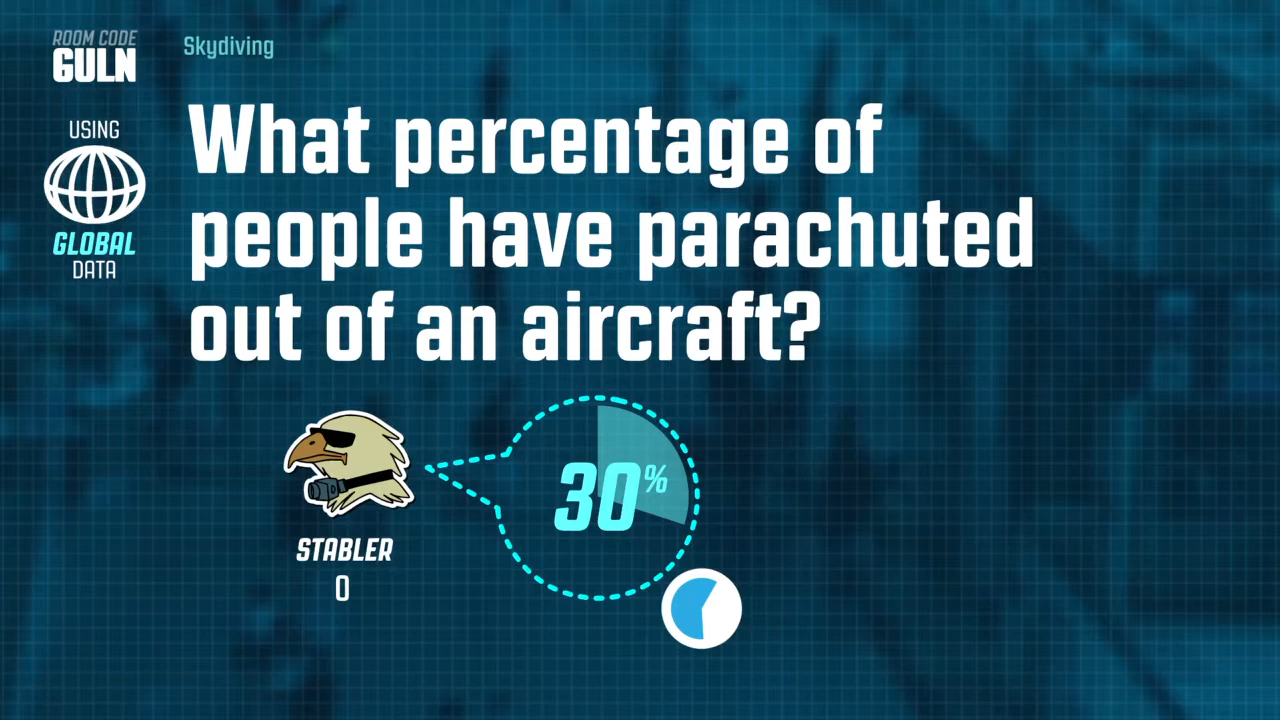 ROOM CODE
GULN
Skydiving
USING
GLOBAL
DATA
What percentage of
people have parachuted
out of an aircraft?
30%
STABLER
0